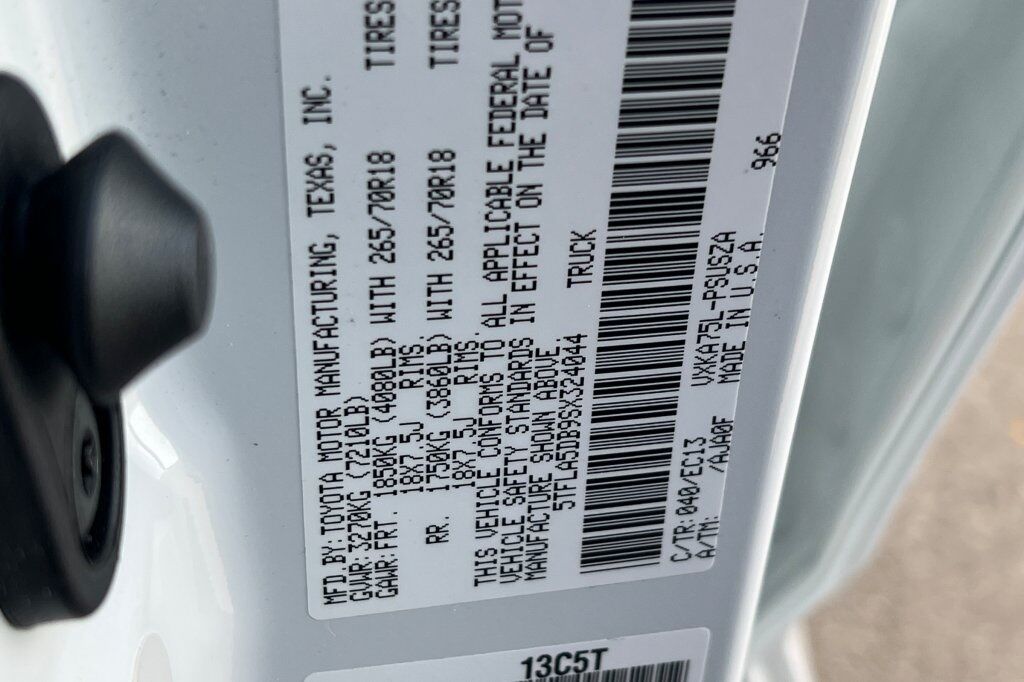 MFD.BY:TOYOTA MOTOR MANUFACTURING, TEXAS, INC.
GVWR:3270KG (7210LB)
GAWR:FRT. 1850KG (4080LB) WITH 265/70R18 TIRES
18X7.5J RIMS.
RR. 1750KG (3860LB) WITH 265/70R18 TIRES
18X7.5J RIMS.
THIS VEHICLE CONFORMS TO ALL APPLICABLE FEDERAL MOT
VEHICLE SAFETY STANDARDS IN EFFECT ON THE DATE OF
MANUFACTURE SHOWN ABOVE.
5TFLA5DB9SX324044 TRUCK
C/TR:040/EC13 VXKA75L-PSUSZA
A/TM: /AJA0F MADE IN U.S.A.
966
13C5T